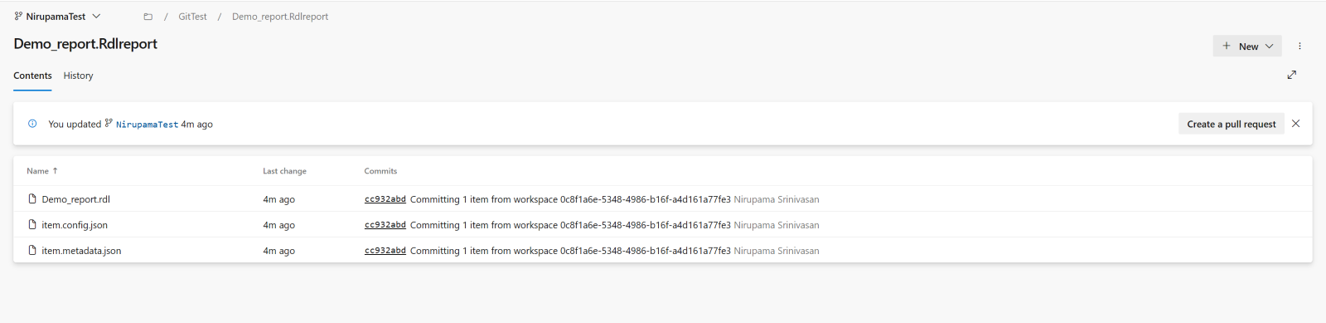 NirupamaTest / GitTest / Demo_report.Rdlreport
Demo_report.Rdlreport
New
Contents History
You updated NirupamaTest 4m ago
Create a pull request
Name ↑ Last change Commits
Demo_report.rdl 4m ago cc932abd Committing 1 item from workspace 0c8f1a6e-5348-4986-b16f-a4d161a77fe3 Nirupama Srinivasan
item.config.json 4m ago cc932abd Committing 1 item from workspace 0c8f1a6e-5348-4986-b16f-a4d161a77fe3 Nirupama Srinivasan
item.metadata.json 4m ago cc932abd Committing 1 item from workspace 0c8f1a6e-5348-4986-b16f-a4d161a77fe3 Nirupama Srinivasan